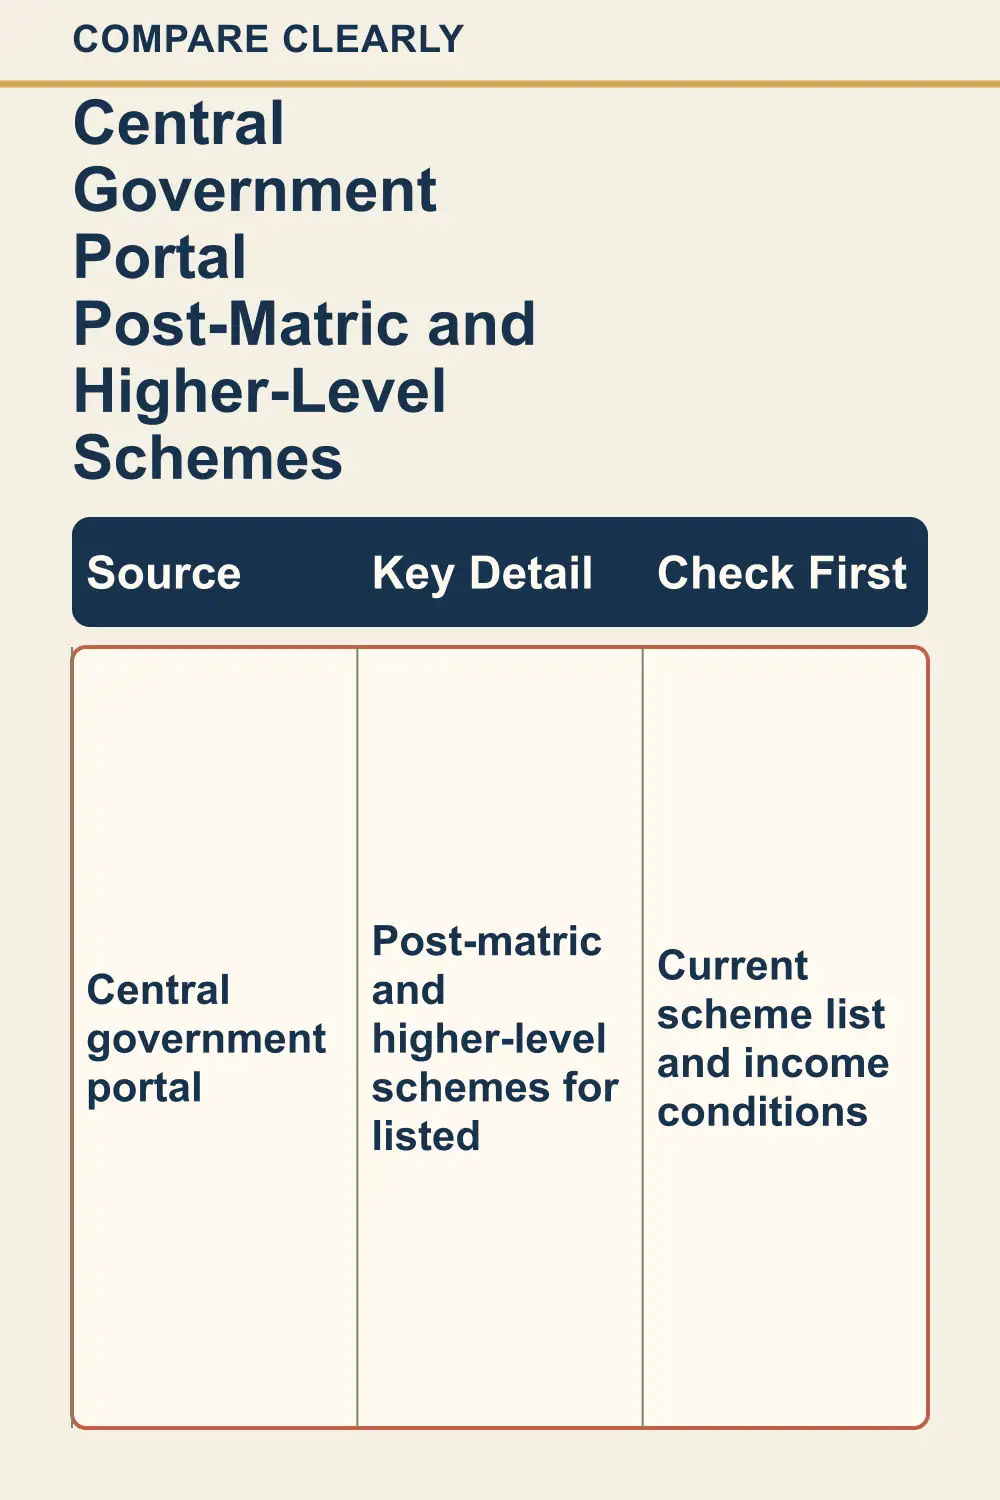 COMPARE CLEARLY
Central
Government
Portal
Post-Matric and
Higher-Level
Schemes
Source
Key Detail
Check First
Central
government
portal
Post-matric
and
higher-level
schemes for
listed
Current
scheme list
and income
conditions